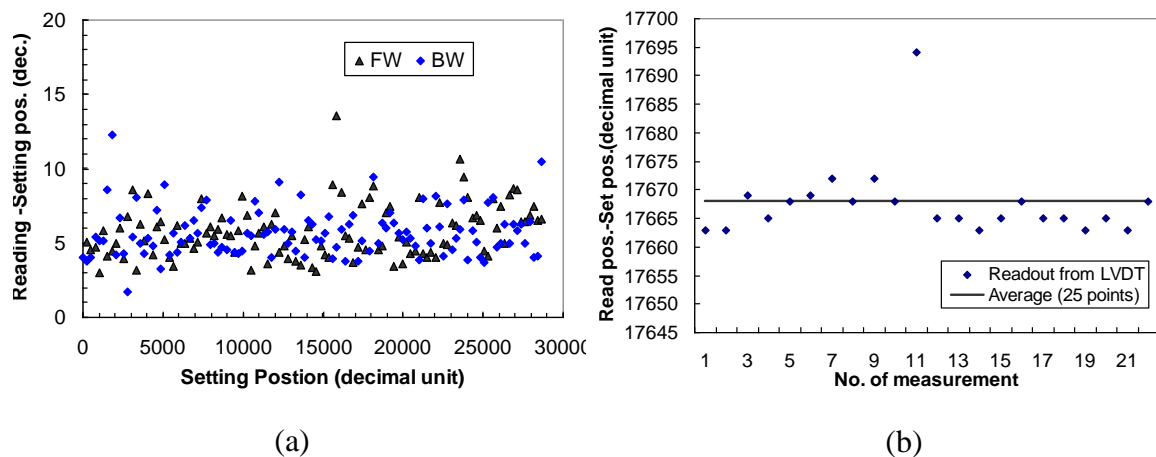 20
15
10
5
0
Reading -Setting pos. (dec.)
FW BW
0 5000 10000 15000 20000 25000 30000
Setting Postion (decimal unit)
(a)
17700
17695
17690
17685
17680
17675
17670
17665
17660
17655
17650
17645
Read pos.-Set pos.(decimal unit)
Readout from LVDT
Average (25 points)
1 3 5 7 9 11 13 15 17 19 21
No. of measurement
(b)